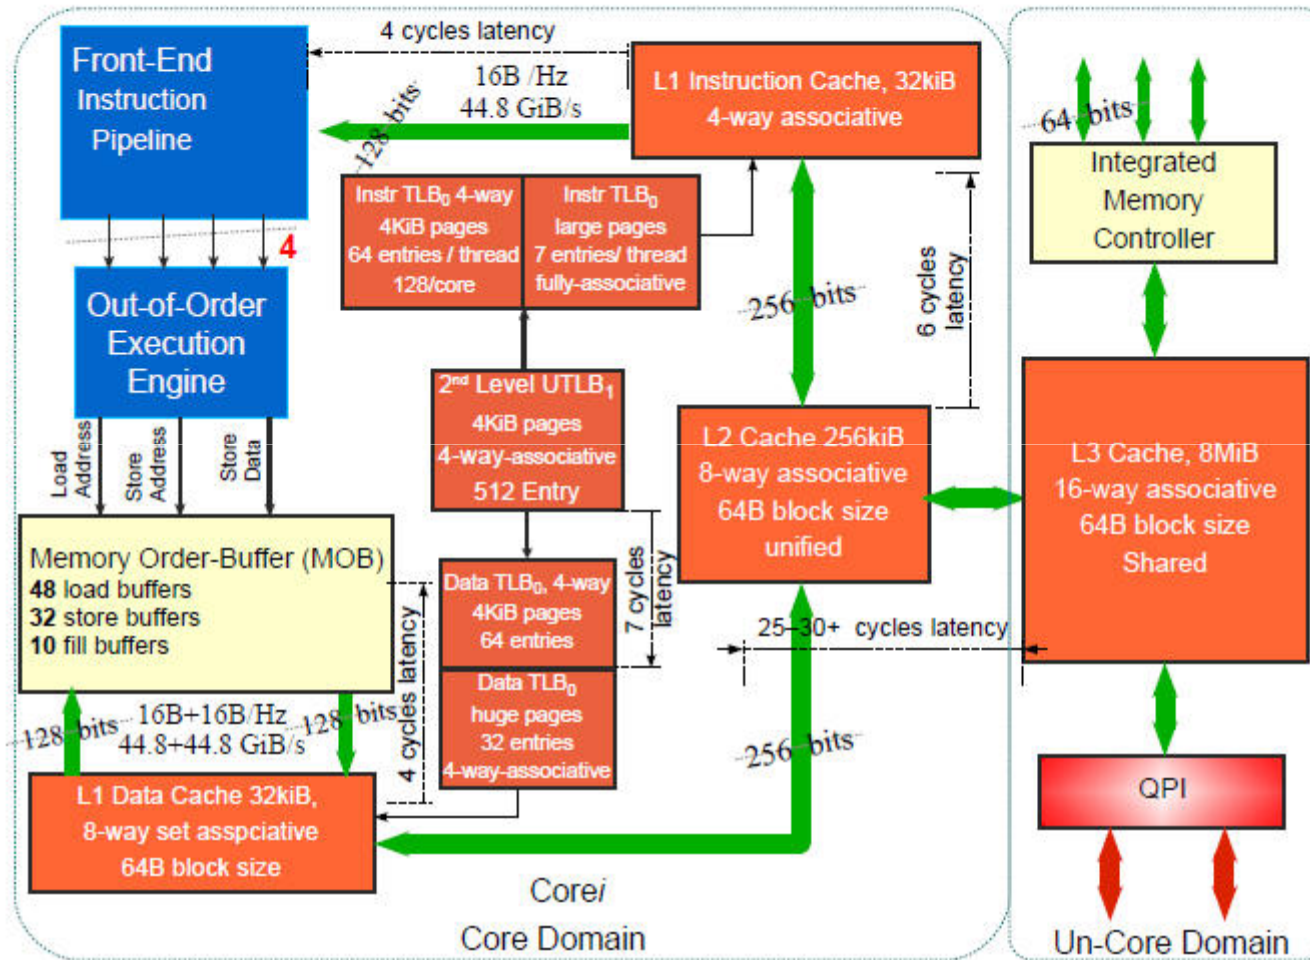 Front-End
Instruction
Pipeline
4 cycles latency
16B /Hz
44.8 GiB/s
128 bits
L1 Instruction Cache, 32kiB
4-way associative
64 bits
Integrated
Memory
Controller
Instr TLB0 4-way
4KiB pages
64 entries / thread
128/core
Instr TLB0
large pages
7 entries/ thread
fully-associative
4
Out-of-Order
Execution
Engine
256 bits
6 cycles
latency
2nd Level UTLB1
4KiB pages
4-way-associative
512 Entry
Load
Address
Store
Address
Store
Data
L2 Cache 256kiB
8-way associative
64B block size
unified
L3 Cache, 8MiB
16-way associative
64B block size
Shared
Memory Order-Buffer (MOB)
48 load buffers
32 store buffers
10 fill buffers
4 cycles latency
Data TLB0, 4-way
4KiB pages
64 entries
7 cycles
latency
25–30+ cycles latency
Data TLB0
huge pages
32 entries
4-way-associative
128 bits
16B+16B/Hz
44.8+44.8 GiB/s
128 bits
256 bits
L1 Data Cache 32kiB,
8-way set asspciative
64B block size
QPI
Corei
Core Domain
Un-Core Domain